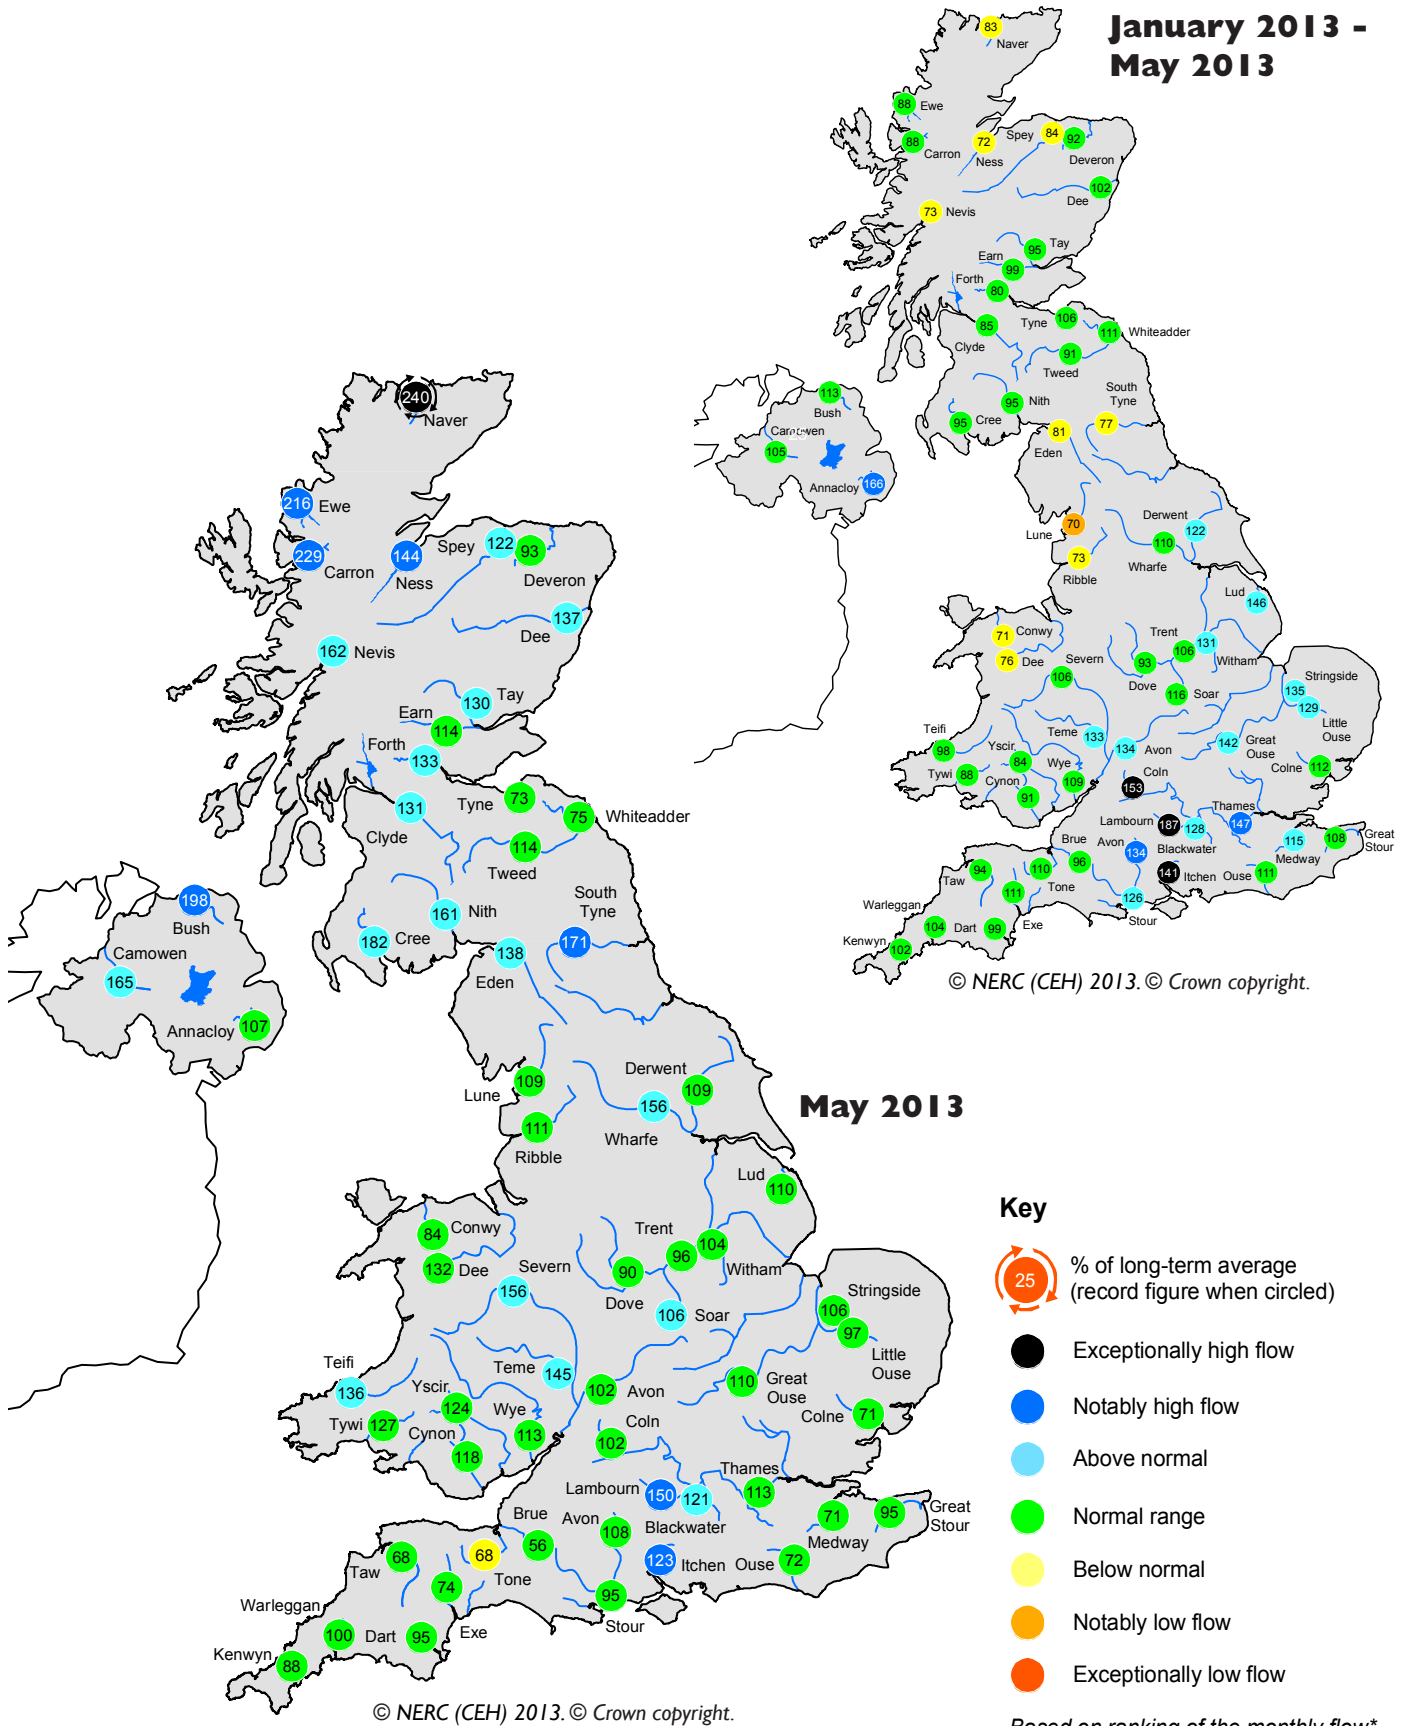 January 2013 -
May 2013
83
Naver
88
Ewe
88
Carron
72
Ness
Spey
84
92
Deveron
102
Dee
73
Nevis
95
Tay
Earn
99
Forth
80
85
Clyde
Tyne
106
111
Whiteadder
91
Tweed
South
Tyne
77
95
Nith
95
Cree
81
Eden
113
Bush
Camowen
105
Annacloy
166
70
Lune
73
Ribble
Derwent
122
110
Wharfe
Lud
146
71
Conwy
76
Dee
Severn
106
Trent
106
131
Witham
93
Dove
116
Soar
Stringside
135
129
Little
Ouse
Teifi
98
Tywi
88
Yscir
84
Cynon
91
Teme
133
Wye
109
134
Avon
Coln
153
142
Great
Ouse
Colne
112
Lambourn
187
128
Blackwater
Thames
147
115
Medway
108
Great
Stour
Brue
96
Avon
134
141
Itchen
Ouse
111
Taw
94
110
Tone
111
Exe
126
Stour
Warleggan
104
Dart
99
Kenwyn
102
© NERC (CEH) 2013. © Crown copyright.
240
Naver
216
Ewe
229
Carron
144
Ness
Spey
122
93
Deveron
137
Dee
162
Nevis
130
Tay
Earn
114
Forth
133
131
Clyde
Tyne
73
75
Whiteadder
114
Tweed
South
Tyne
171
161
Nith
182
Cree
138
Eden
198
Bush
Camowen
165
Annacloy
107
109
Lune
111
Ribble
Derwent
109
156
Wharfe
May 2013
Lud
110
84
Conwy
132
Dee
Severn
156
Trent
96
104
Witham
90
Dove
106
Soar
Stringside
106
97
Little
Ouse
Teifi
136
Tywi
127
Yscir
124
Cynon
118
Teme
145
Wye
113
102
Avon
Coln
102
110
Great
Ouse
Colne
71
Lambourn
150
121
Blackwater
Thames
113
71
Medway
95
Great
Stour
Brue
56
Avon
108
123
Itchen
Ouse
72
Taw
68
68
Tone
74
Exe
95
Stour
Warleggan
100
Dart
95
Kenwyn
88
© NERC (CEH) 2013. © Crown copyright.
Key
25
% of long-term average
(record figure when circled)
Exceptionally high flow
Notably high flow
Above normal
Normal range
Below normal
Notably low flow
Exceptionally low flow
Based on ranking of the monthly flow*